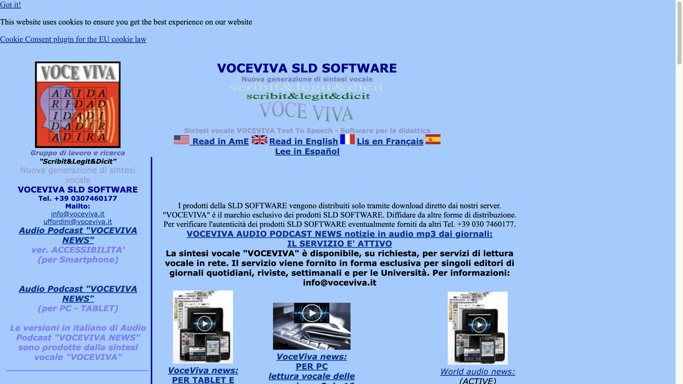 Got it!
This website uses cookies to ensure you get the best experience on our website
Cookie Consent plugin for the EU cookie law
VOCE VIVA
ARIDA
Gruppo di lavoro e ricerca
"Scribit&Legit&Dicit"
Nuova generazione di sintesi
vocale
VOCEVIVA SLD SOFTWARE
Tel. +39 0307460177
Mailto:
info@voceviva.it
uffordini@voceviva.it
Audio Podcast "VOCEVIVA
NEWS"
ver. ACCESSIBILITA'
(per Smartphone)
Audio Podcast "VOCEVIVA
NEWS"
(per PC - TABLET)
Le versioni in Italiano di Audio
Podcast "VOCEVIVA NEWS"
sono prodotte dalla sintesi
vocale "VOCEVIVA"
VOCEVIVA SLD SOFTWARE
Nuova generazione di sintesi vocale
scribit&legit&dicit
scribit&legit&dicit
VOCE VIVA
Sintesi vocale VOCEVIVA Text To Speech - Software per la didattica
Read in AmE Read in English Lis en Français
Lee in Español
I prodotti della SLD SOFTWARE vengono distribuiti solo tramite download diretto dai nostri server.
"VOCEVIVA" è il marchio esclusivo dei prodotti SLD SOFTWARE. Diffidare da altre forme di distribuzione.
Per verificare l'autenticità dei prodotti SLD SOFTWARE eventualmente forniti da altri Tel. +39 030 7460177.
VOCEVIVA AUDIO PODCAST NEWS notizie in audio mp3 dai giornali:
IL SERVIZIO E' ATTIVO
La sintesi vocale "VOCEVIVA" è disponibile, su richiesta, per servizi di lettura
vocale in rete. Il servizio viene fornito in forma esclusiva per singoli editori di
giornali quotidiani, riviste, settimanali e per le Università. Per informazioni:
info@voceviva.it
VoceViva news:
PER TABLET E
VoceViva news:
PER PC
lettura vocale delle
World audio news:
(ACTIVE)